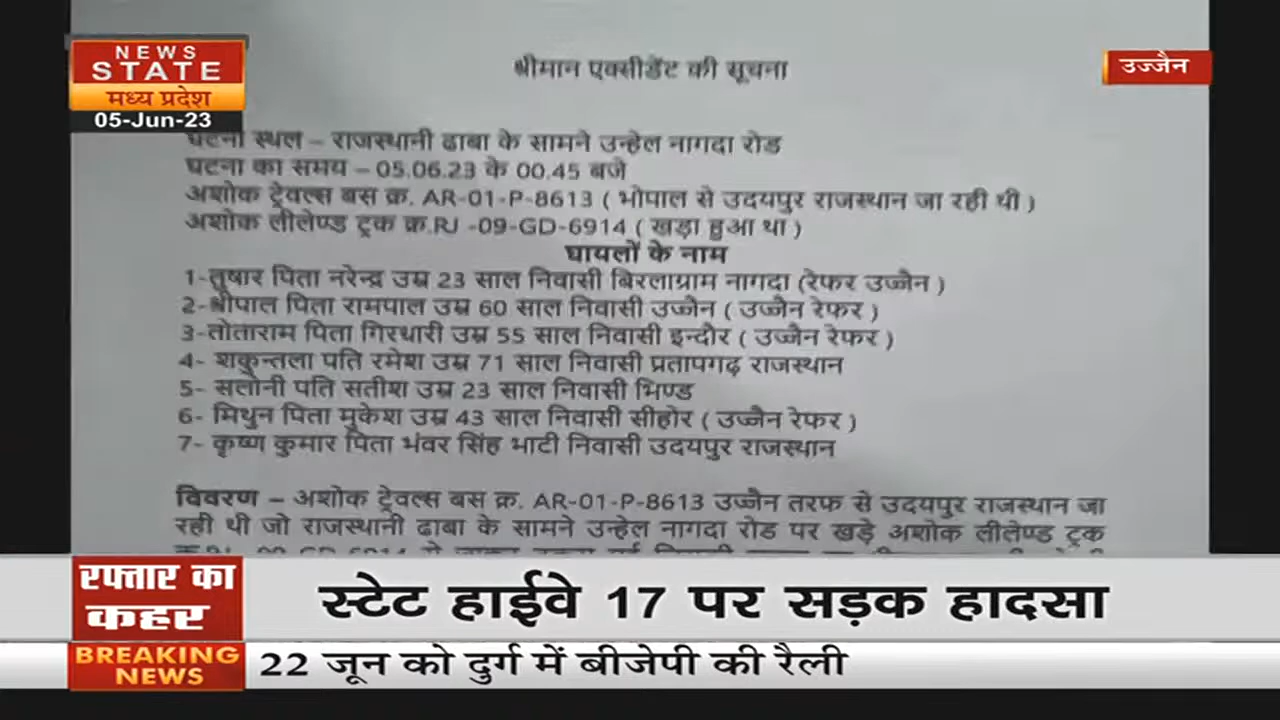 NEWS
STATE
मध्य प्रदेश
05-Jun-23
उज्जैन
श्रीमान एक्सीडेंट की सूचना
घटना स्थल – राजस्थानी ढाबा के सामने उन्हेल नागदा रोड
घटना का समय – 05.06.23 के 00.45 बजे
अशोक ट्रेवल्स बस क्र. AR-01-P-8613 ( भोपाल से उदयपुर राजस्थान जा रही थी )
अशोक लीलेण्ड ट्रक क्र.RJ -09-GD-6914 ( खड़ा हुआ था )
घायलों के नाम
1-तुषार पिता नरेन्द्र उम्र 23 साल निवासी बिरलाग्राम नागदा (रेफर उज्जैन )
2-श्रीपाल पिता रामपाल उम्र 60 साल निवासी उज्जैन ( उज्जैन रेफर )
3-तोताराम पिता गिरधारी उम्र 55 साल निवासी इन्दौर ( उज्जैन रेफर )
4- शकुन्तला पति रमेश उम्र 71 साल निवासी प्रतापगढ़ राजस्थान
5- सलोनी पति सतीश उम्र 23 साल निवासी भिण्ड
6- मिथुन पिता मुकेश उम्र 43 साल निवासी सीहोर ( उज्जैन रेफर )
7- कृष्ण कुमार पिता भंवर सिंह भाटी निवासी उदयपुर राजस्थान
विवरण – अशोक ट्रेवल्स बस क्र. AR-01-P-8613 उज्जैन तरफ से उदयपुर राजस्थान जा
रही थी जो राजस्थानी ढाबा के सामने उन्हेल नागदा रोड पर खड़े अशोक लीलेण्ड ट्रक
रफ्तार का
कहर
स्टेट हाईवे 17 पर सड़क हादसा
BREAKING
NEWS
22 जून को दुर्ग में बीजेपी की रैली